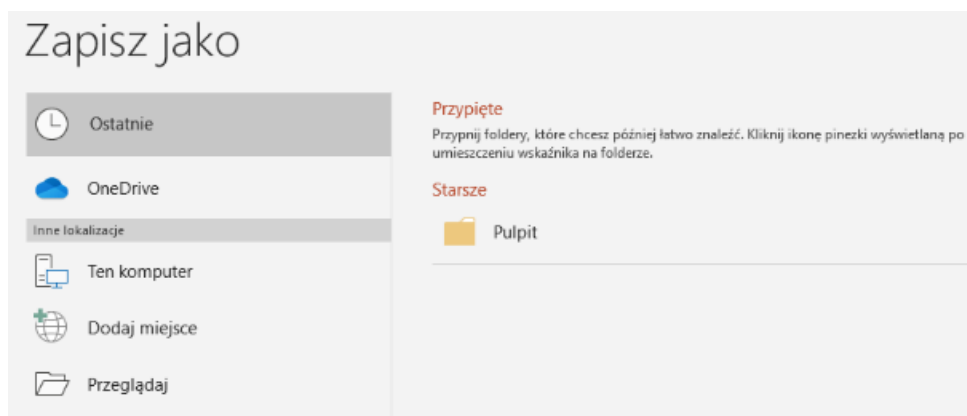 Zapisz jako
Ostatnie
OneDrive
Inne lokalizacje
Ten komputer
Dodaj miejsce
Przeglądaj
Przypięte
Przypnij foldery, które chcesz później łatwo znaleźć. Kliknij ikonę pinezki wyświetlaną po
umieszczeniu wskaźnika na folderze.
Starsze
Pulpit